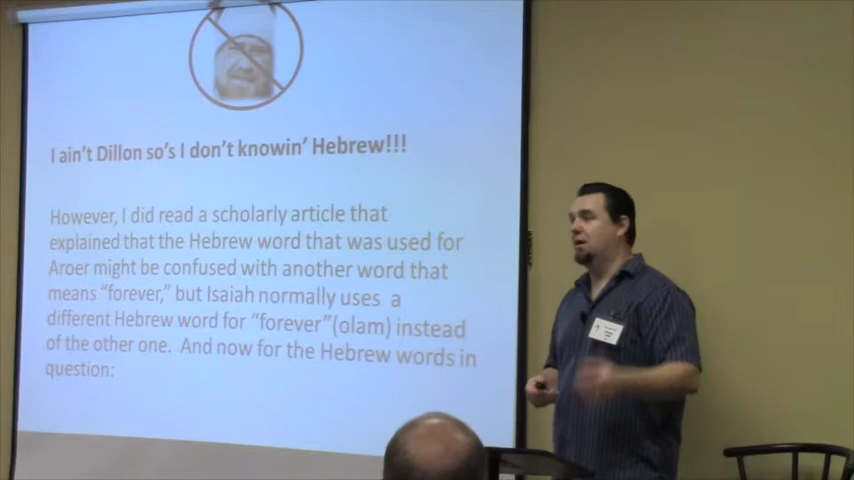 I ain't Dillon so's I don't knowin' Hebrew!!!
However, I did read a scholarly article that
explained that the Hebrew word that was used for
Aroer might be confused with another word that
means "forever," but Isaiah normally uses a
different Hebrew word for "forever"(olam) instead
of the other one. And now for the Hebrew words in
question: